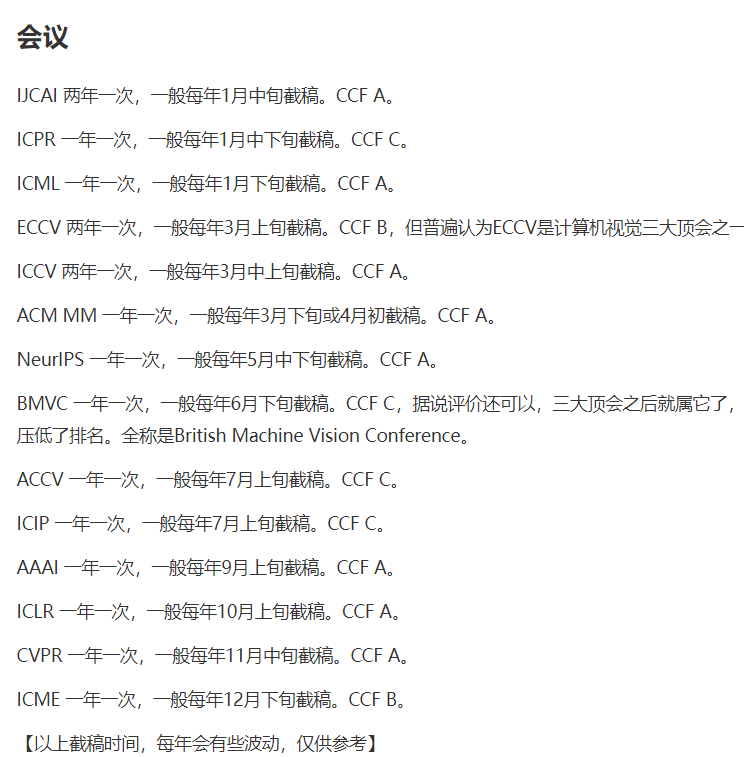 会议
IJCAI 两年一次，一般每年1月中旬截稿。CCF A。
ICPR 一年一次，一般每年1月中下旬截稿。CCF C。
ICML 一年一次，一般每年1月下旬截稿。CCF A。
ECCV 两年一次，一般每年3月上旬截稿。CCF B，但普遍认为ECCV是计算机视觉三大顶会之一
ICCV 两年一次，一般每年3月中上旬截稿。CCF A。
ACM MM 一年一次，一般每年3月下旬或4月初截稿。CCF A。
NeurIPS 一年一次，一般每年5月中下旬截稿。CCF A。
BMVC 一年一次，一般每年6月下旬截稿。CCF C，据说评价还可以，三大顶会之后就属它了，
压低了排名。全称是British Machine Vision Conference。
ACCV 一年一次，一般每年7月上旬截稿。CCF C。
ICIP 一年一次，一般每年7月上旬截稿。CCF C。
AAAI 一年一次，一般每年9月上旬截稿。CCF A。
ICLR 一年一次，一般每年10月上旬截稿。CCF A。
CVPR 一年一次，一般每年11月中旬截稿。CCF A。
ICME 一年一次，一般每年12月下旬截稿。CCF B。
【以上截稿时间，每年会有些波动，仅供参考】